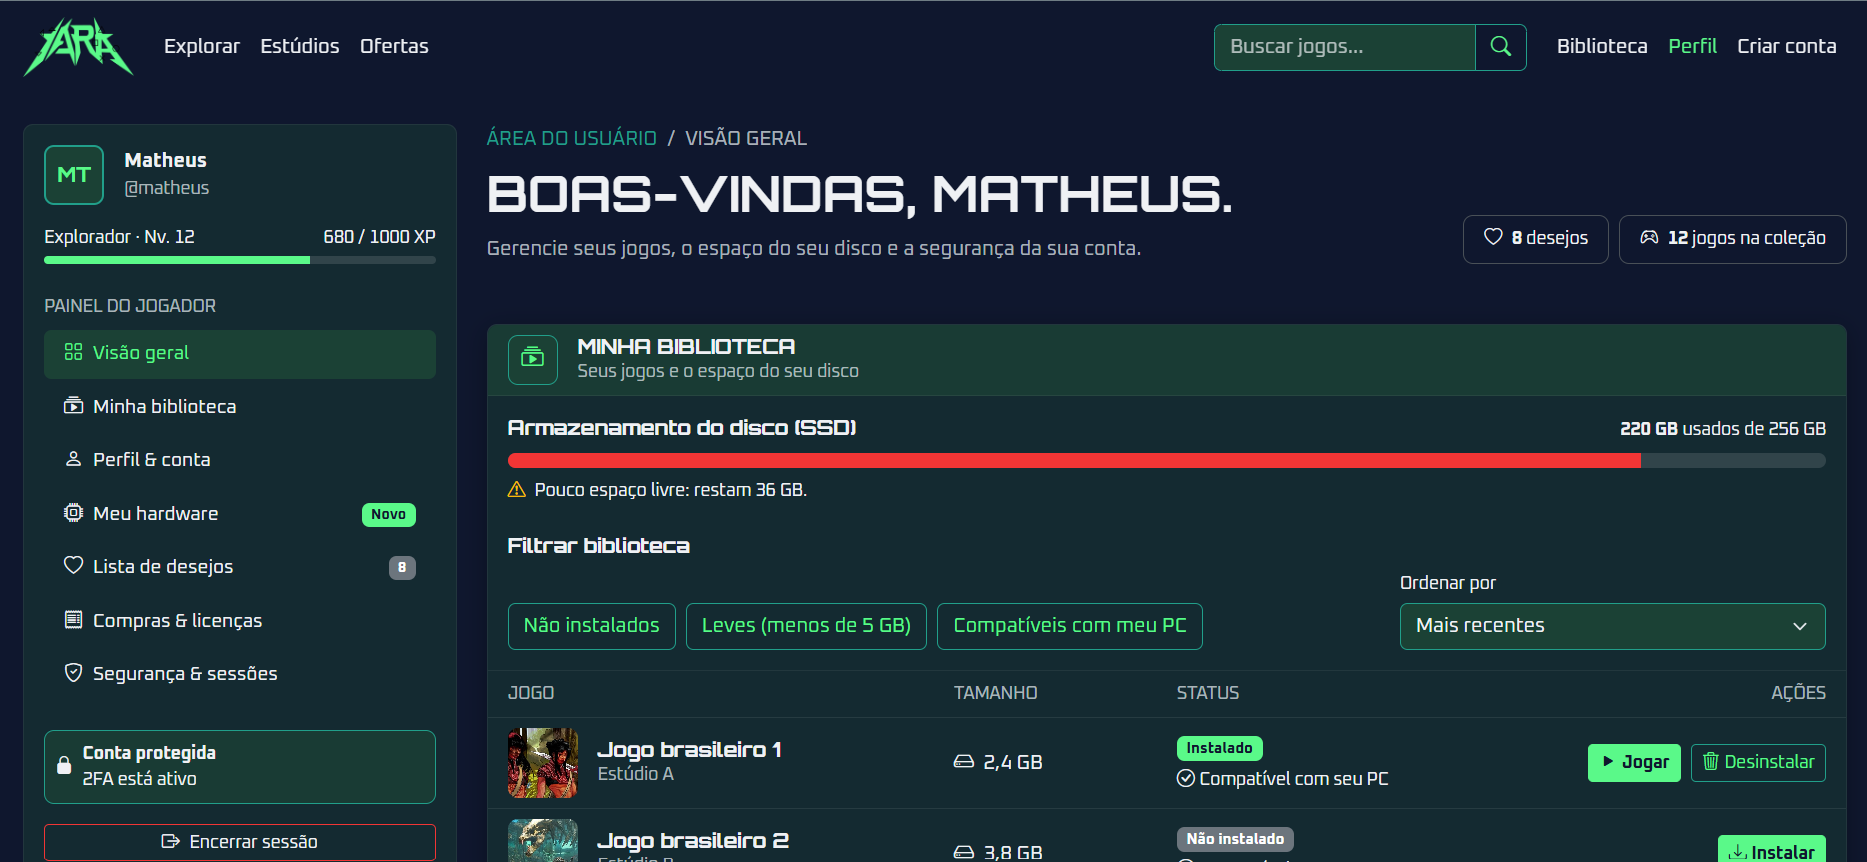 IARA
Explorar Estúdios Ofertas
Buscar jogos...
Biblioteca Perfil Criar conta
MT
Matheus
@matheus
Explorador · Nv. 12 680 / 1000 XP
PAINEL DO JOGADOR
Visão geral
Minha biblioteca
Perfil & conta
Meu hardware Novo
Lista de desejos 8
Compras & licenças
Segurança & sessões
Conta protegida
2FA está ativo
Encerrar sessão
ÁREA DO USUÁRIO / VISÃO GERAL
BOAS-VINDAS, MATHEUS.
Gerencie seus jogos, o espaço do seu disco e a segurança da sua conta.
8 desejos
12 jogos na coleção
MINHA BIBLIOTECA
Seus jogos e o espaço do seu disco
Armazenamento do disco (SSD) 220 GB usados de 256 GB
Pouco espaço livre: restam 36 GB.
Filtrar biblioteca
Não instalados Leves (menos de 5 GB) Compatíveis com meu PC
Ordenar por
Mais recentes
JOGO TAMANHO STATUS AÇÕES
Jogo brasileiro 1
Estúdio A
2,4 GB
Instalado
Compatível com seu PC
Jogar Desinstalar
Jogo brasileiro 2
Estúdio B
3,8 GB
Não instalado
Instalar